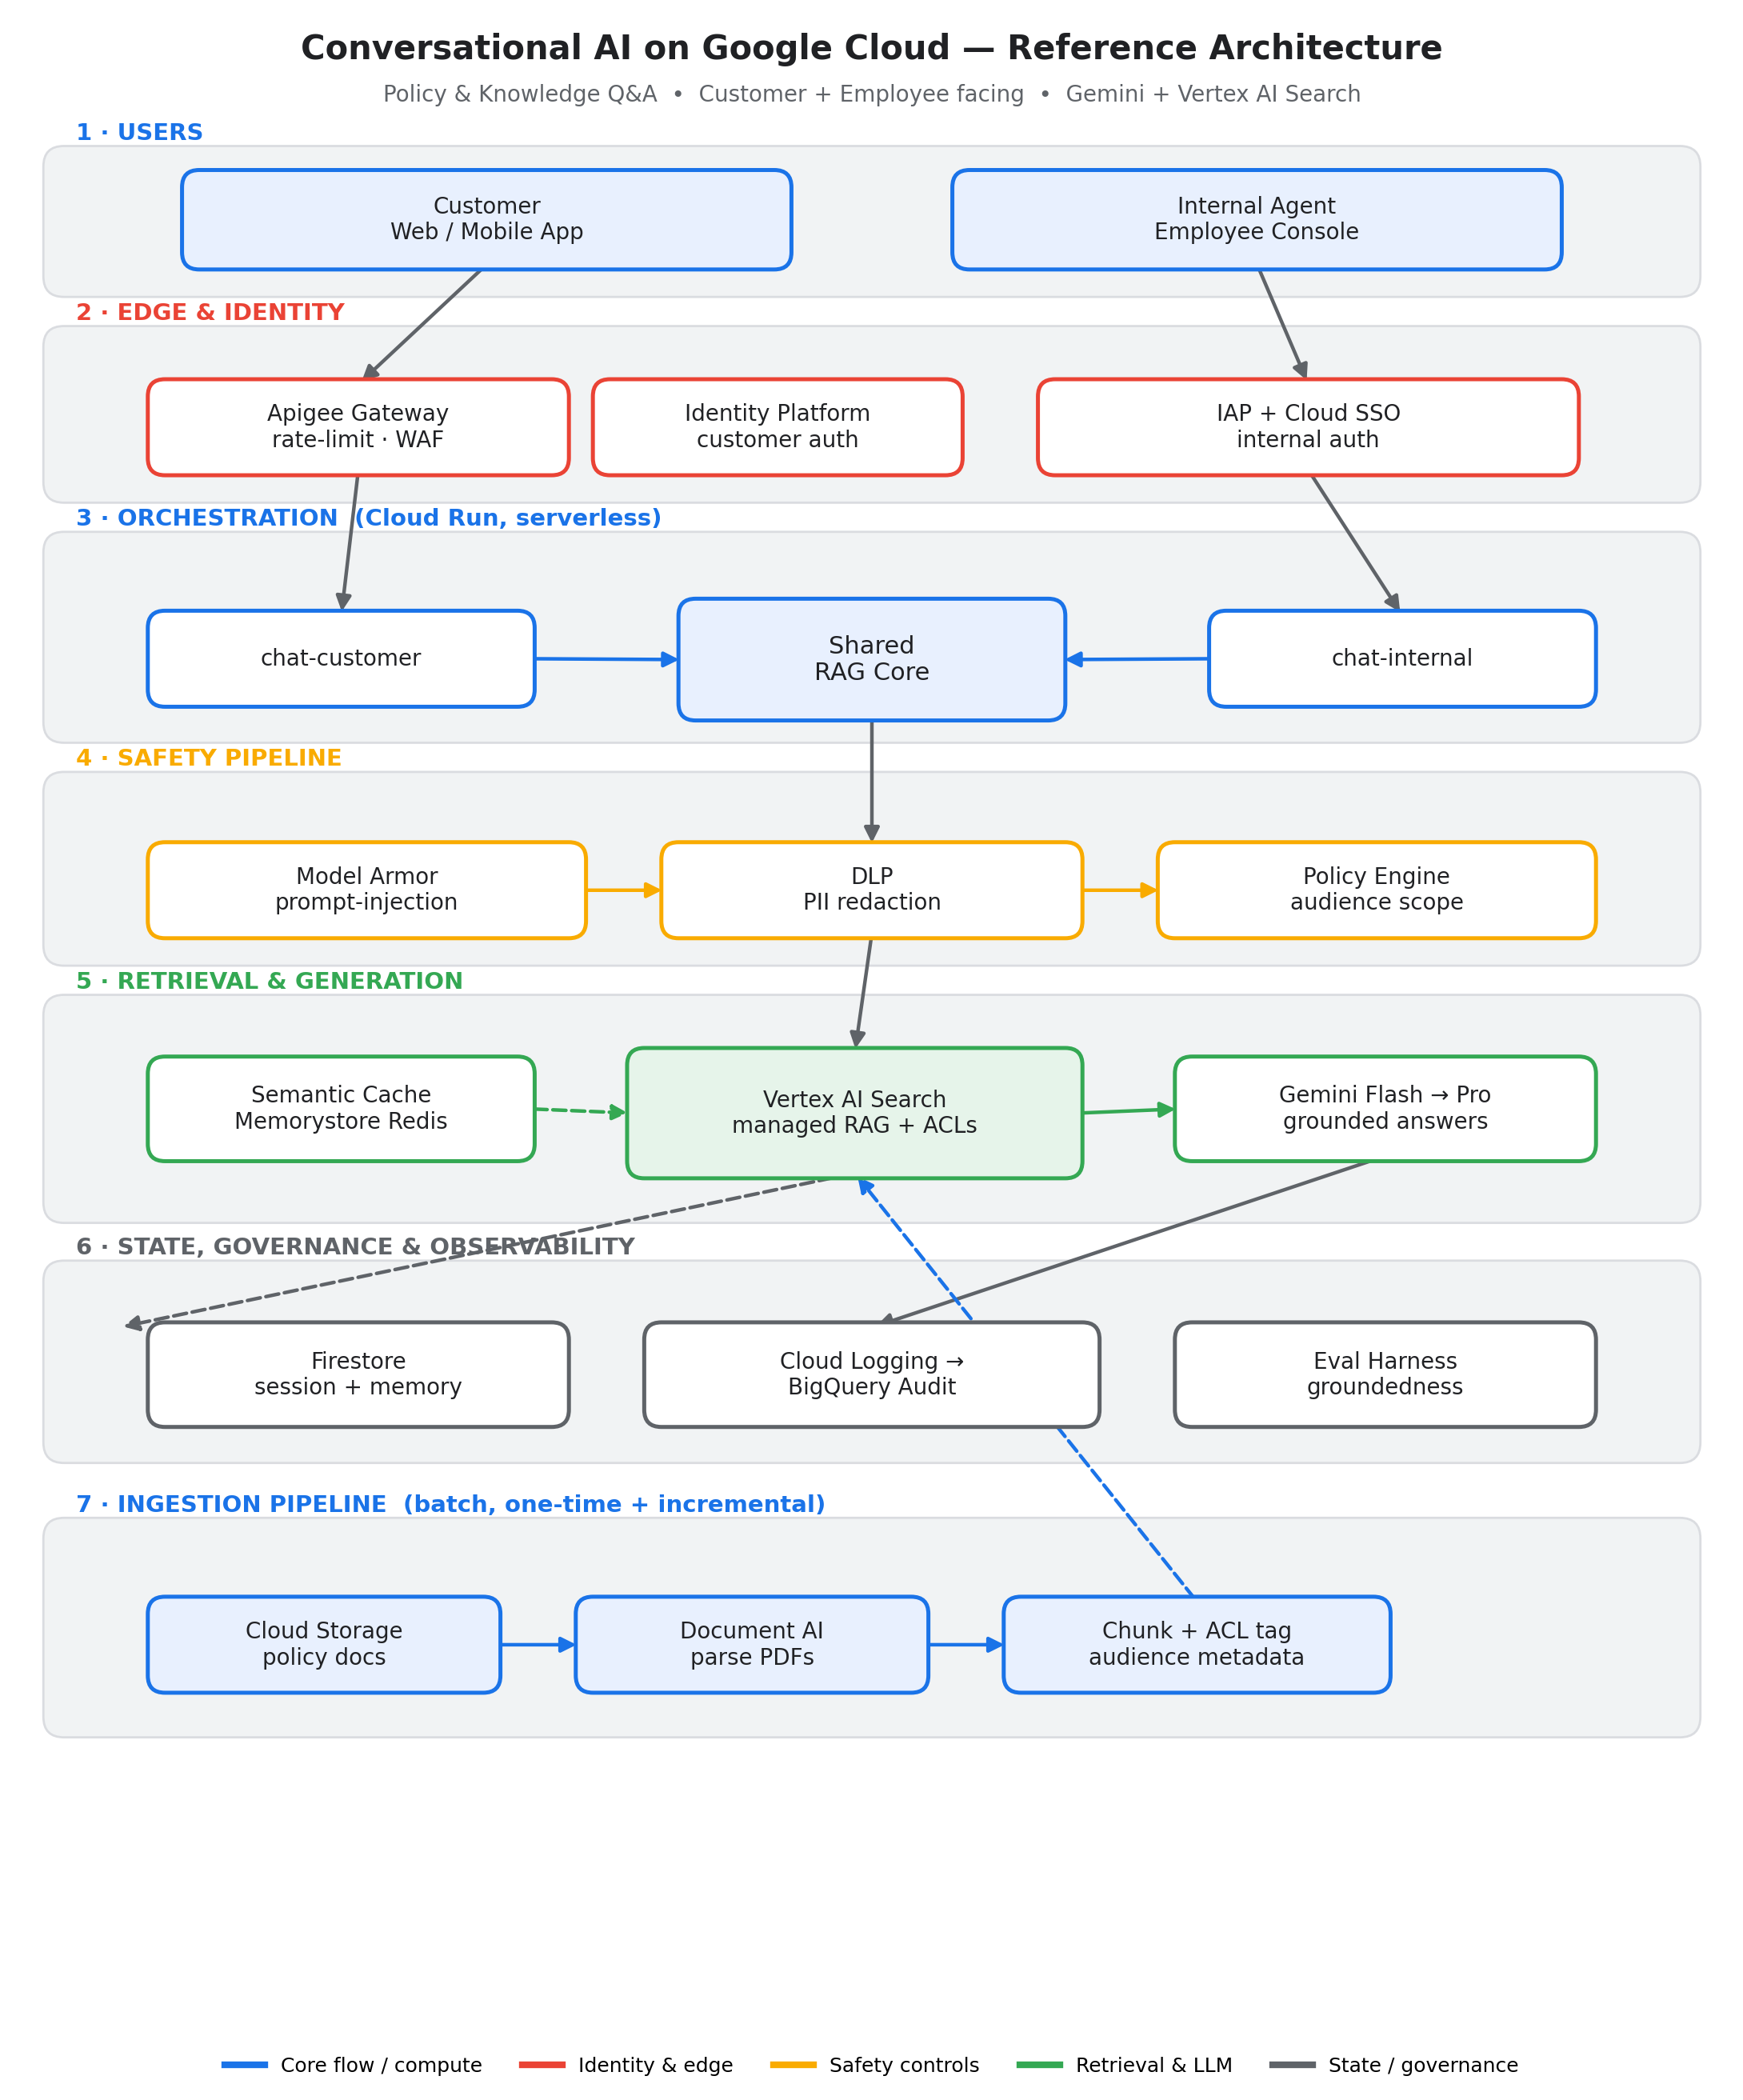 Conversational AI on Google Cloud — Reference Architecture
Policy & Knowledge Q&A • Customer + Employee facing • Gemini + Vertex AI Search
1 · USERS
Customer
Web / Mobile App
Internal Agent
Employee Console
2 · EDGE & IDENTITY
Apigee Gateway
rate-limit · WAF
Identity Platform
customer auth
IAP + Cloud SSO
internal auth
3 · ORCHESTRATION (Cloud Run, serverless)
chat-customer
Shared
RAG Core
chat-internal
4 · SAFETY PIPELINE
Model Armor
prompt-injection
DLP
PII redaction
Policy Engine
audience scope
5 · RETRIEVAL & GENERATION
Semantic Cache
Memorystore Redis
Vertex AI Search
managed RAG + ACLs
Gemini Flash → Pro
grounded answers
6 · STATE, GOVERNANCE & OBSERVABILITY
Firestore
session + memory
Cloud Logging →
BigQuery Audit
Eval Harness
groundedness
7 · INGESTION PIPELINE (batch, one-time + incremental)
Cloud Storage
policy docs
Document AI
parse PDFs
Chunk + ACL tag
audience metadata
Core flow / compute
Identity & edge
Safety controls
Retrieval & LLM
State / governance